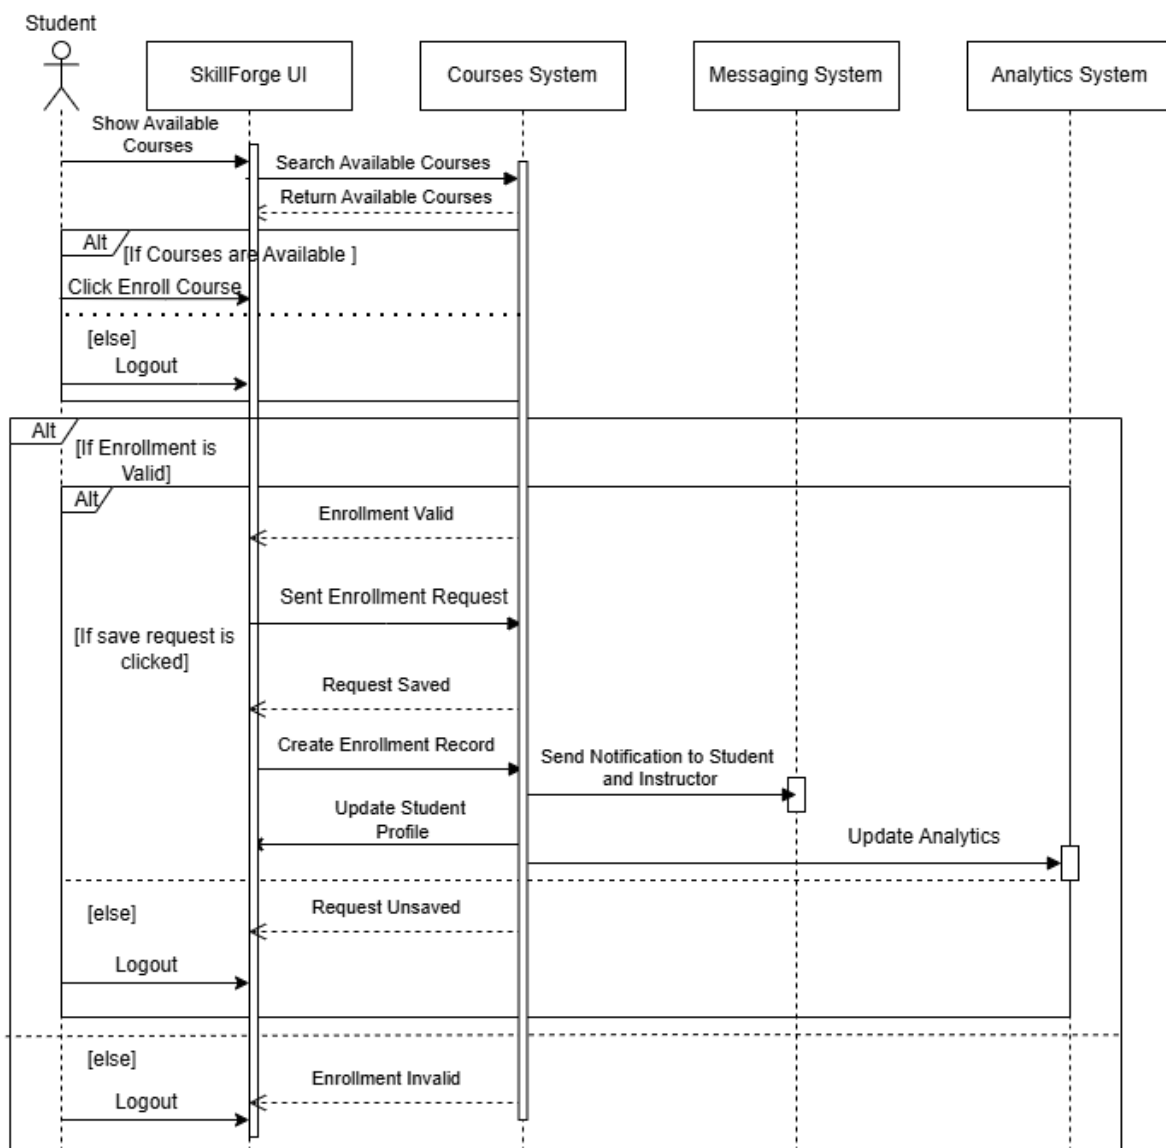 Student
SkillForge UI
Courses System
Messaging System
Analytics System
Show Available
Courses
Search Available Courses
Return Available Courses
Alt
[If Courses are Available ]
Click Enroll Course
[else]
Logout
Alt
[If Enrollment is
Valid]
Alt
Enrollment Valid
Sent Enrollment Request
[If save request is
clicked]
Request Saved
Create Enrollment Record
Send Notification to Student
and Instructor
Update Student
Profile
Update Analytics
[else]
Request Unsaved
Logout
[else]
Enrollment Invalid
Logout